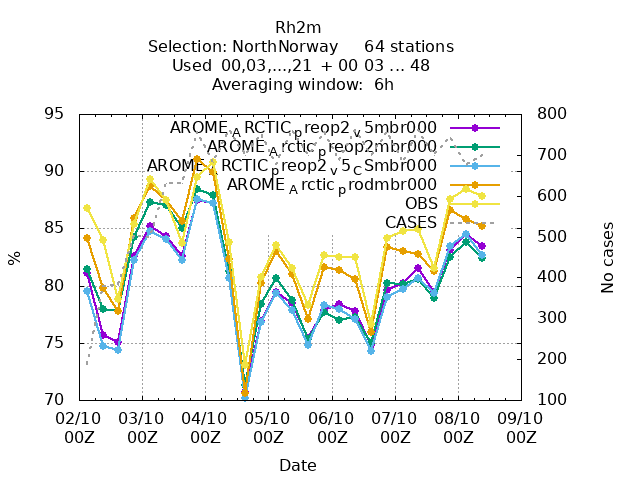 Rh2m
Selection: NorthNorway 64 stations
Used 00,03,...,21 + 00 03 ... 48
Averaging window: 6h
95 800
AROME_ARCTIC_preop2_v5mbr000
AROME_Arctic_preop2mbr000
AROME_ARCTIC_preop2_v5_CSmbr000
AROME_Arctic_prodmbr000
OBS
CASES
90 700
600
85 500
80 400
300
75 200
70 100
%
No cases
02/10 03/10 04/10 05/10 06/10 07/10 08/10 09/10
00Z 00Z 00Z 00Z 00Z 00Z 00Z 00Z
Date